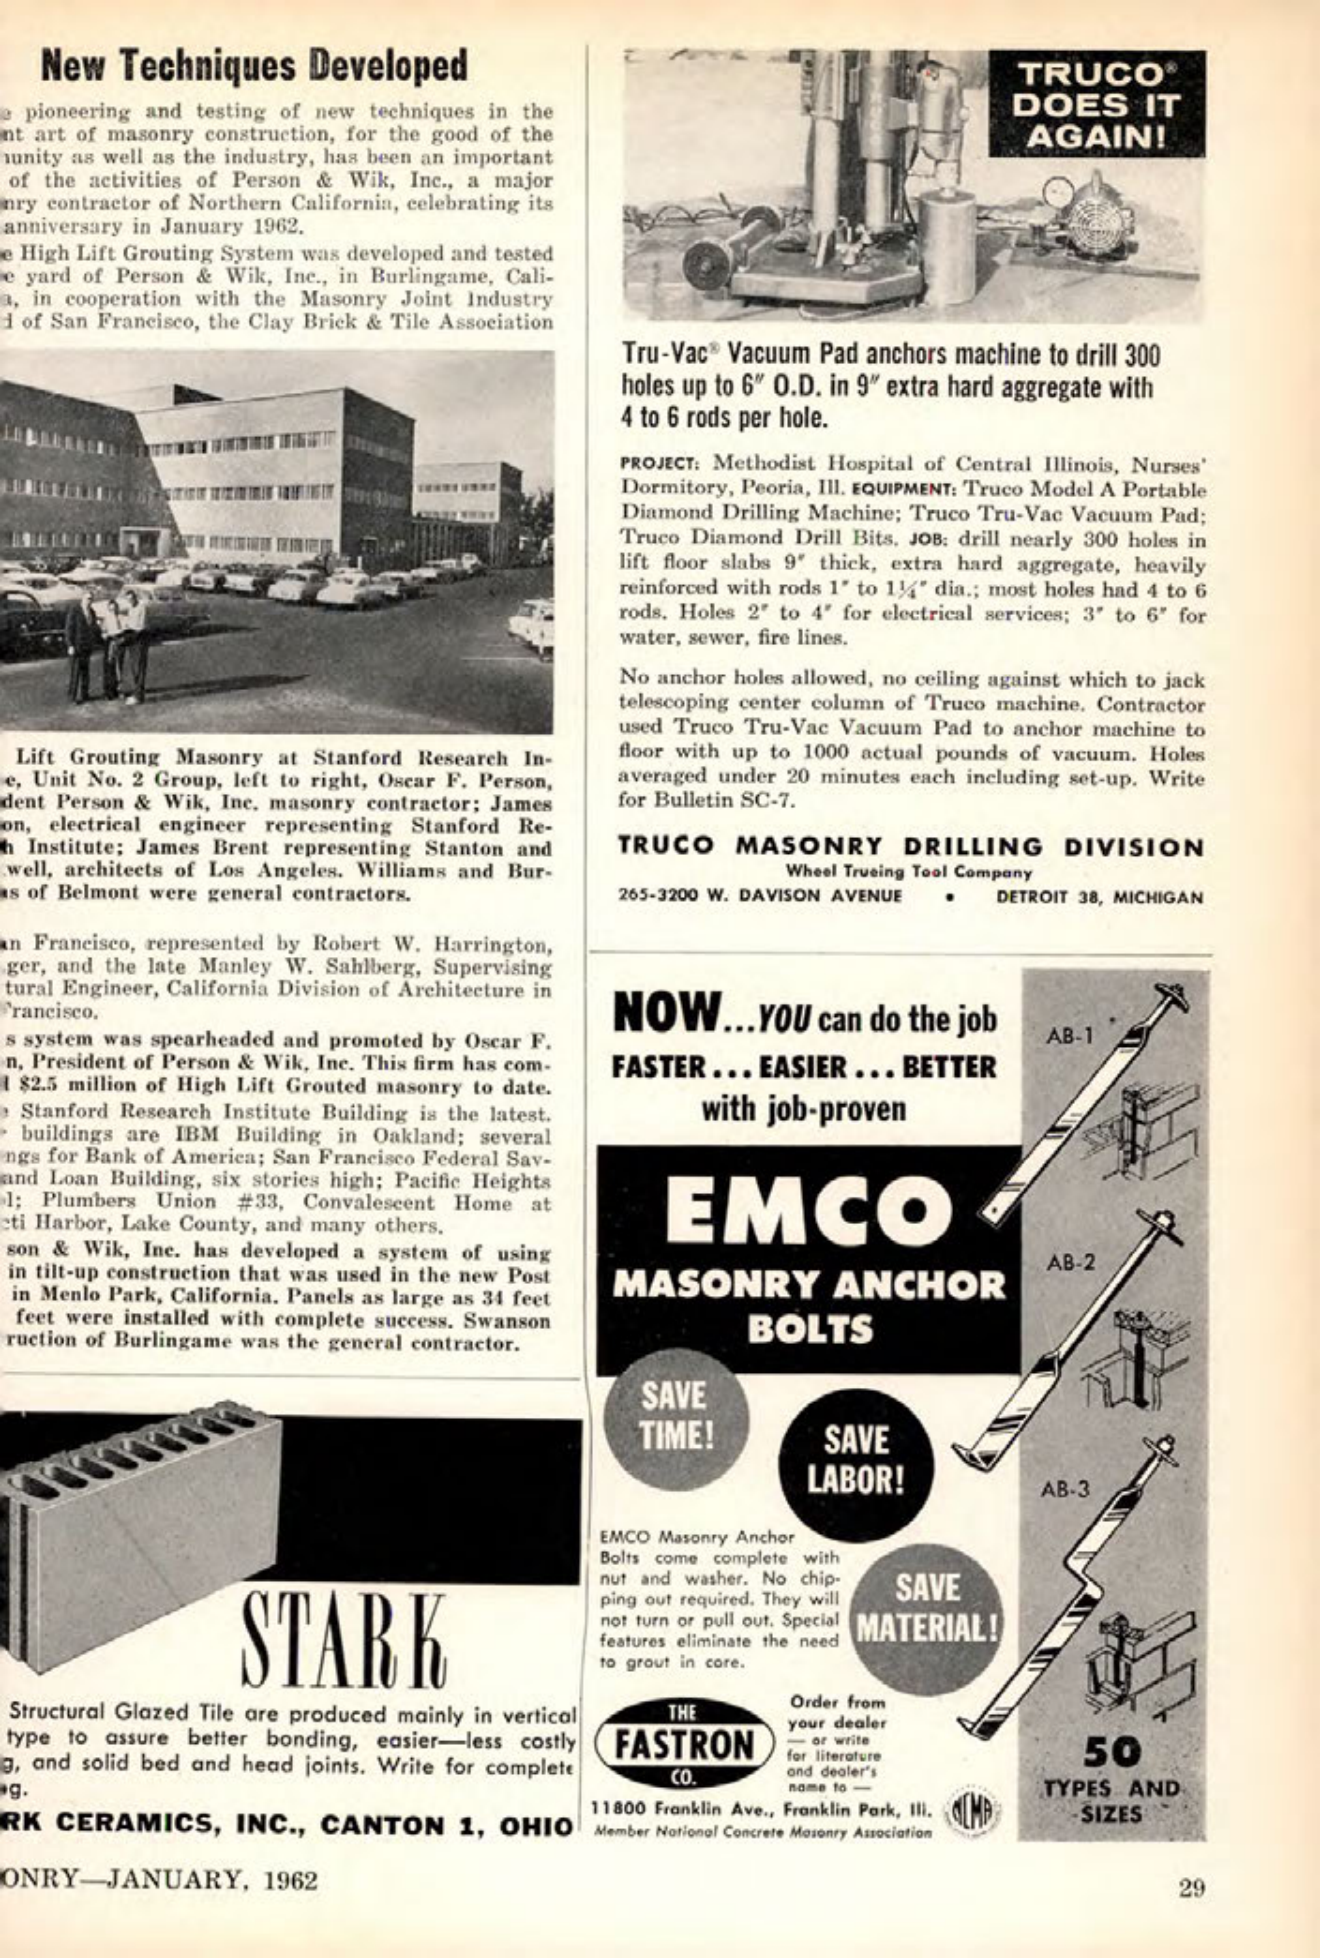 New Techniques Developed
pioneering and testing of new techniques in the
nt art of masonry construction, for the good of the
unity as well as the industry, has been an important
of the activities of Person & Wik, Inc., a major
nry contractor of Northern California, celebrating its
anniversary in January 1962.
e High Lift Grouting System was developed and tested
e yard of Person & Wik, Inc., in Burlingame, Cali-
a, in cooperation with the Masonry Joint Industry
d of San Francisco, the Clay Brick & Tile Association
Lift Grouting Masonry at Stanford Research In-
e, Unit No. 2 Group, left to right, Oscar F. Person,
dent Person & Wik, Inc. masonry contractor; James
on, electrical engineer representing Stanford Re-
h Institute; James Brent representing Stanton and
well, architects of Los Angeles. Williams and Bur-
as of Belmont were general contractors.
an Francisco, represented by Robert W. Harrington,
ger, and the late Manley W. Sahlberg, Supervising
tural Engineer, California Division of Architecture in
Francisco.
s system was spearheaded and promoted by Oscar F.
n, President of Person & Wik, Inc. This firm has com-
d $2.5 million of High Lift Grouted masonry to date.
e Stanford Research Institute Building is the latest.
r buildings are IBM Building in Oakland; several
ngs for Bank of America; San Francisco Federal Sav-
and Loan Building, six stories high; Pacific Heights
l; Plumbers Union #33, Convalescent Home at
cti Harbor, Lake County, and many others.
son & Wik, Inc. has developed a system of using
in tilt-up construction that was used in the new Post
in Menlo Park, California. Panels as large as 34 feet
feet were installed with complete success. Swanson
ruction of Burlingame was the general contractor.
STARK
Structural Glazed Tile are produced mainly in vertical
type to assure better bonding, easier—less costly
g, and solid bed and head joints. Write for complete
g.
RK CERAMICS, INC., CANTON 1, OHIO
TRUCO®
DOES IT
AGAIN!
Tru-Vac® Vacuum Pad anchors machine to drill 300
holes up to 6" O.D. in 9" extra hard aggregate with
4 to 6 rods per hole.
PROJECT: Methodist Hospital of Central Illinois, Nurses'
Dormitory, Peoria, Ill. EQUIPMENT: Truco Model A Portable
Diamond Drilling Machine; Truco Tru-Vac Vacuum Pad;
Truco Diamond Drill Bits. JOB: drill nearly 300 holes in
lift floor slabs 9" thick, extra hard aggregate, heavily
reinforced with rods 1" to 1¼" dia.; most holes had 4 to 6
rods. Holes 2" to 4" for electrical services; 3" to 6" for
water, sewer, fire lines.
No anchor holes allowed, no ceiling against which to jack
telescoping center column of Truco machine. Contractor
used Truco Tru-Vac Vacuum Pad to anchor machine to
floor with up to 1000 actual pounds of vacuum. Holes
averaged under 20 minutes each including set-up. Write
for Bulletin SC-7.
TRUCO MASONRY DRILLING DIVISION
Wheel Trueing Tool Company
265-3200 W. DAVISON AVENUE • DETROIT 38, MICHIGAN
NOW...YOU can do the job
FASTER... EASIER... BETTER
with job-proven
EMCO
MASONRY ANCHOR
BOLTS
SAVE
TIME!
SAVE
LABOR!
EMCO Masonry Anchor
Bolts come complete with
nut and washer. No chip-
ping out required. They will
not turn or pull out. Special
features eliminate the need
to grout in core.
SAVE
MATERIAL!
THE
FASTRON
CO.
Order from
your dealer
— or write
for literature
and dealer's
name to —
11800 Franklin Ave., Franklin Park, Ill.
Member National Concrete Masonry Association
NCMA
AB-1
AB-2
AB-3
50
TYPES AND
SIZES
ONRY—JANUARY, 1962
29